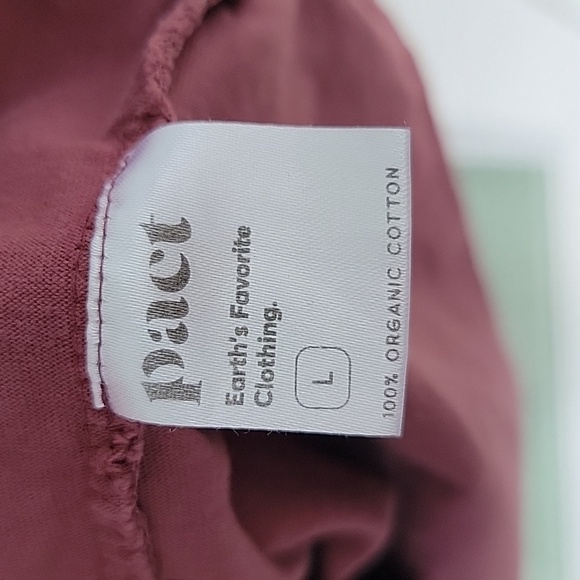 pact
Earth's Favorite
Clothing.
L
100% ORGANIC COTTON